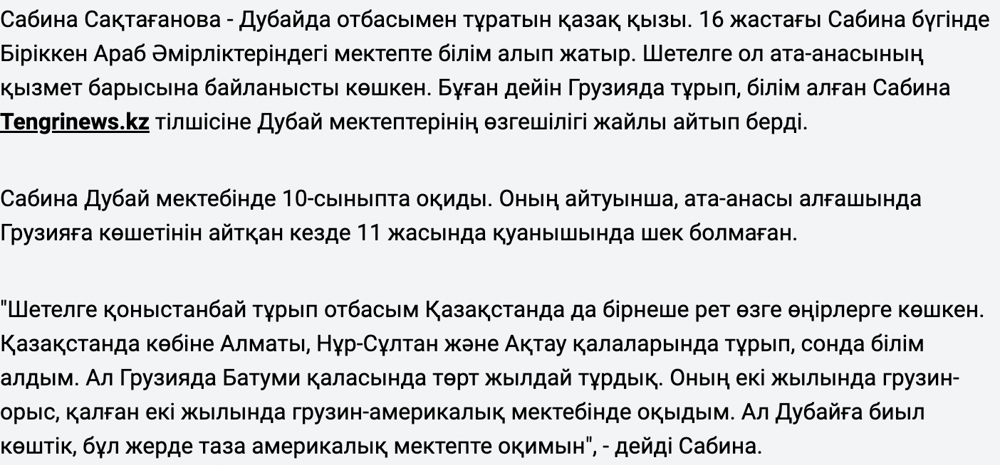 Сабина Сақтағанова - Дубайда отбасымен тұратын қазақ қызы. 16 жастағы Сабина бүгінде
Біріккен Араб Әмірліктеріндегі мектепте білім алып жатыр. Шетелге ол ата-анасының
қызмет барысына байланысты көшкен. Бұған дейін Грузияда тұрып, білім алған Сабина
Tengrinews.kz тілшісіне Дубай мектептерінің өзгешілігі жайлы айтып берді.
Сабина Дубай мектебінде 10-сыныпта оқиды. Оның айтуынша, ата-анасы алғашында
Грузияға көшетінін айтқан кезде 11 жасында қуанышында шек болмаған.
"Шетелге қоныстанбай тұрып отбасым Қазақстанда да бірнеше рет өзге өңірлерге көшкен.
Қазақстанда көбіне Алматы, Нұр-Сұлтан және Ақтау қалаларында тұрып, сонда білім
алдым. Ал Грузияда Батуми қаласында төрт жылдай тұрдық. Оның екі жылында грузин-
орыс, қалған екі жылында грузин-америкалық мектебінде оқыдым. Ал Дубайға биыл
көштік, бұл жерде таза америкалық мектепте оқимын", - дейді Сабина.